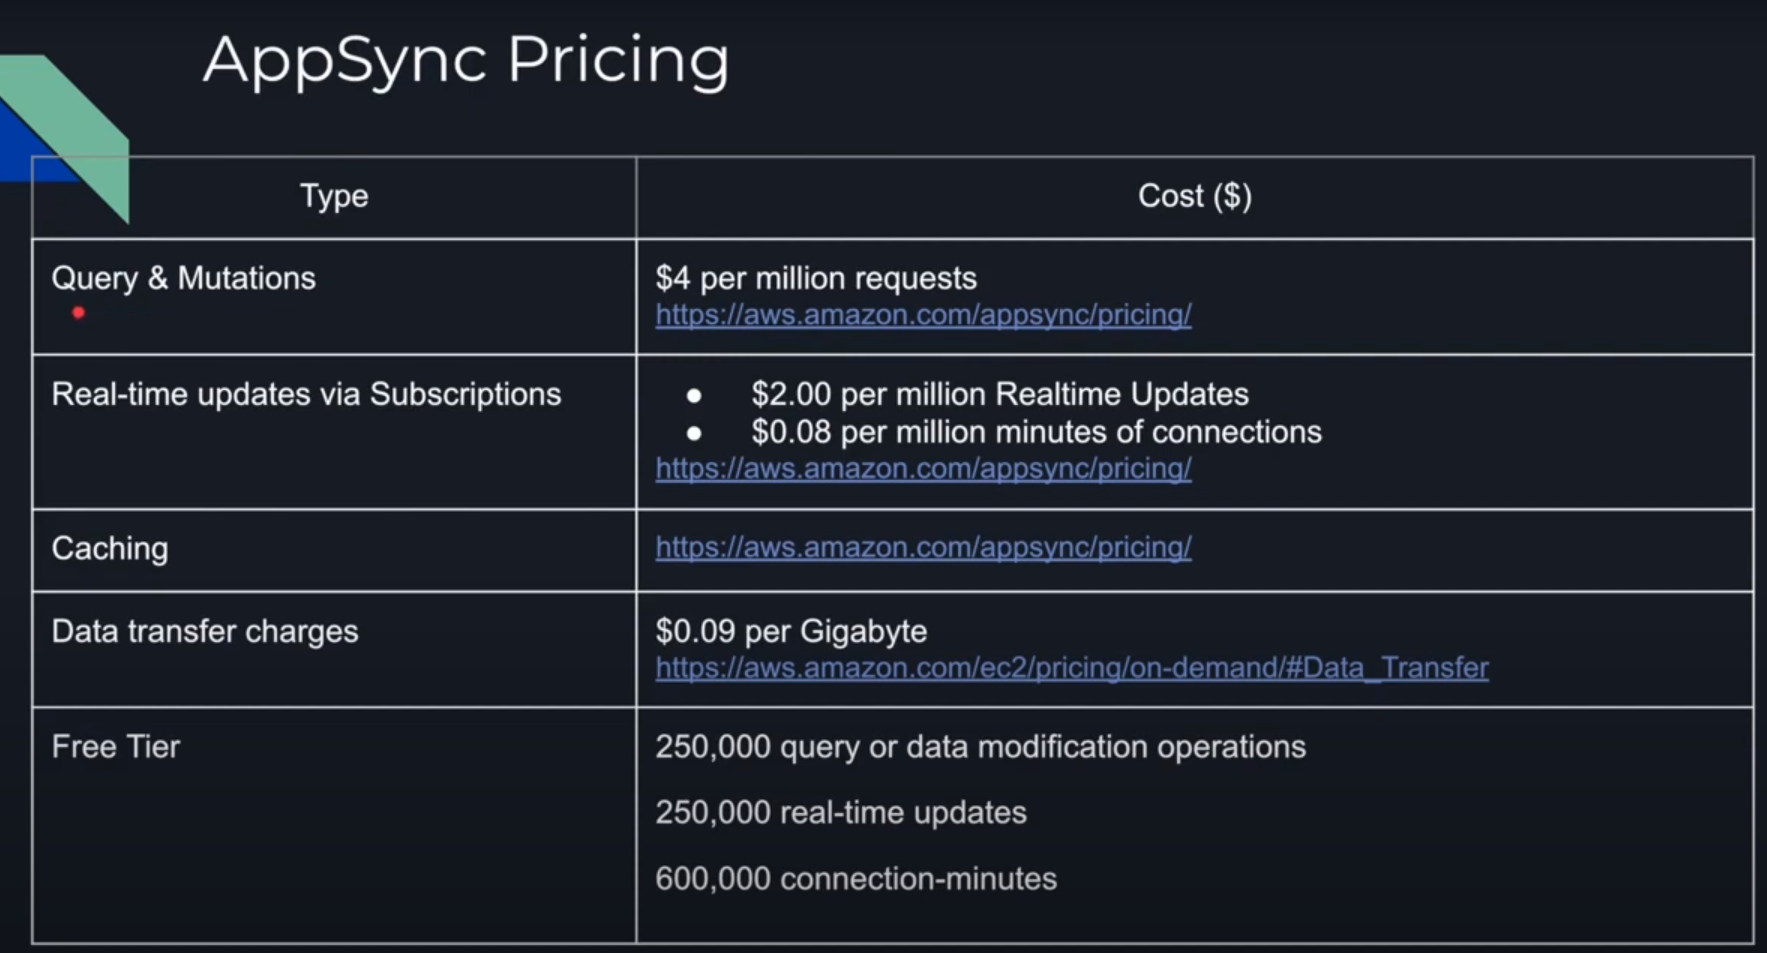 AppSync Pricing
Type
Cost ($)
Query & Mutations
$4 per million requests
https://aws.amazon.com/appsync/pricing/
Real-time updates via Subscriptions
● $2.00 per million Realtime Updates
● $0.08 per million minutes of connections
https://aws.amazon.com/appsync/pricing/
Caching
https://aws.amazon.com/appsync/pricing/
Data transfer charges
$0.09 per Gigabyte
https://aws.amazon.com/ec2/pricing/on-demand/#Data_Transfer
Free Tier
250,000 query or data modification operations
250,000 real-time updates
600,000 connection-minutes